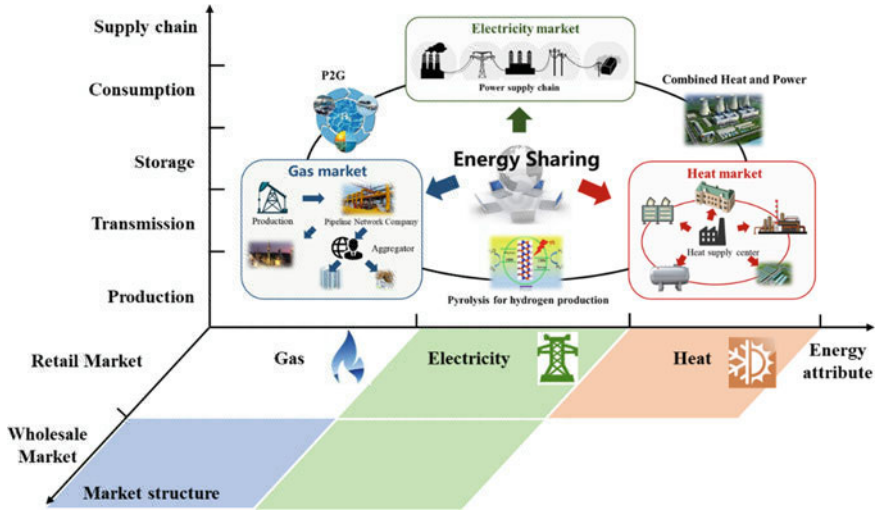 Supply chain
Consumption
Storage
Transmission
Production
Electricity market
Power supply chain
P2G
Combined Heat and Power
Energy Sharing
Gas market
Production
Pipeline Network Company
Aggregator
Heat market
Heat supply center
Pyrolysis for hydrogen production
Retail Market
Wholesale
Market
Market structure
Gas
Electricity
Heat
Energy
attribute